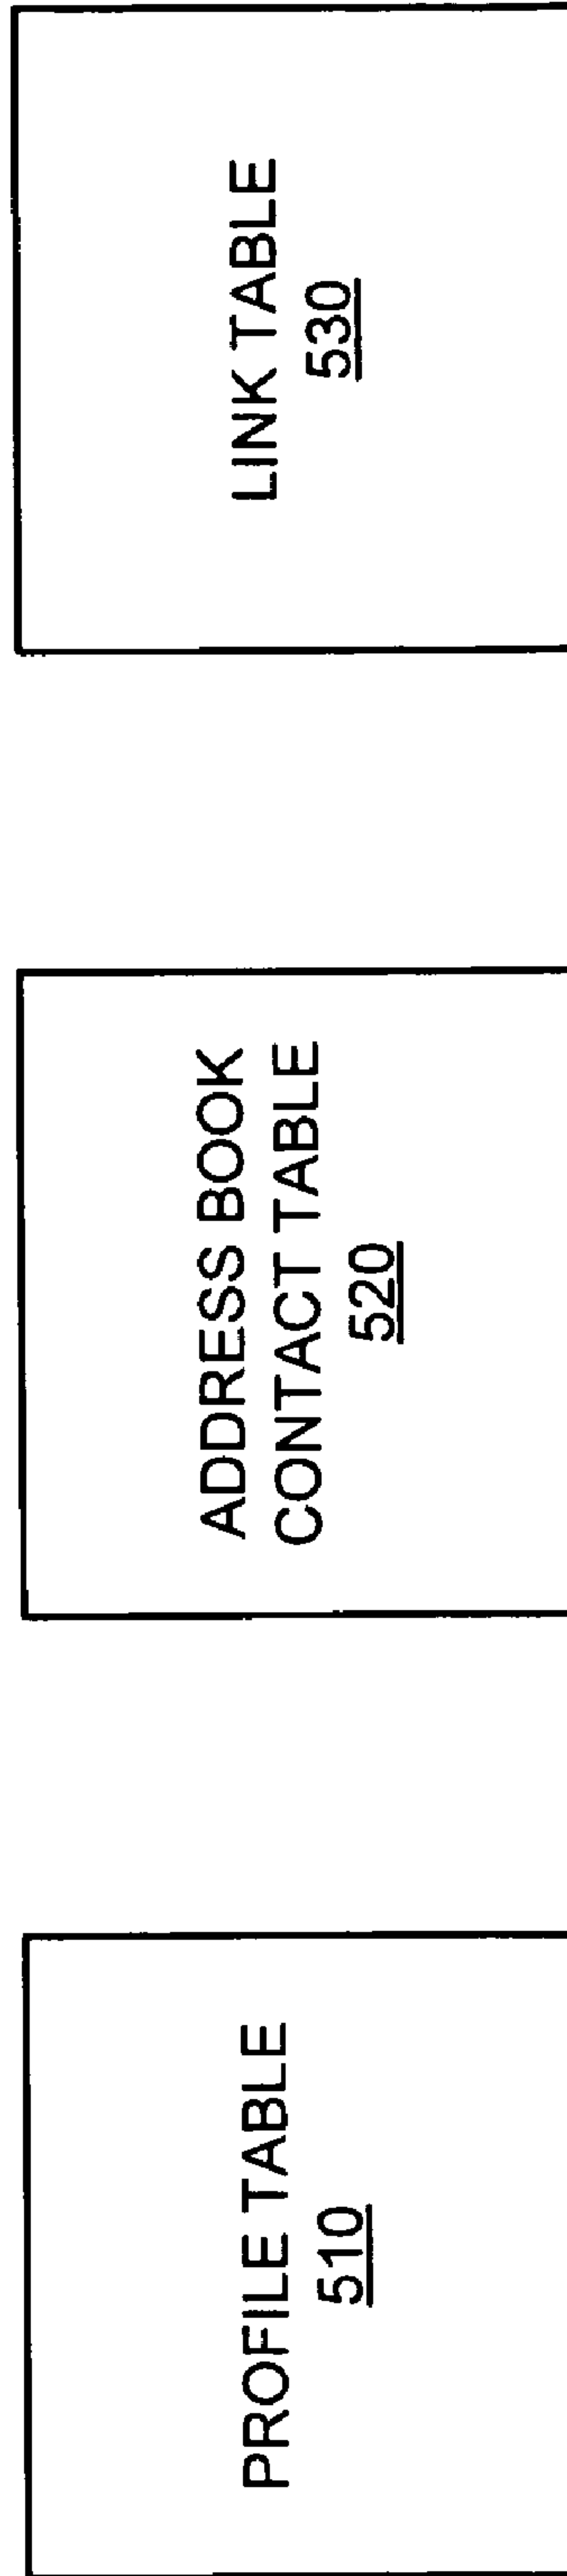 PROFILE TABLE
510
ADDRESS BOOK
CONTACT TABLE
520
LINK TABLE
530